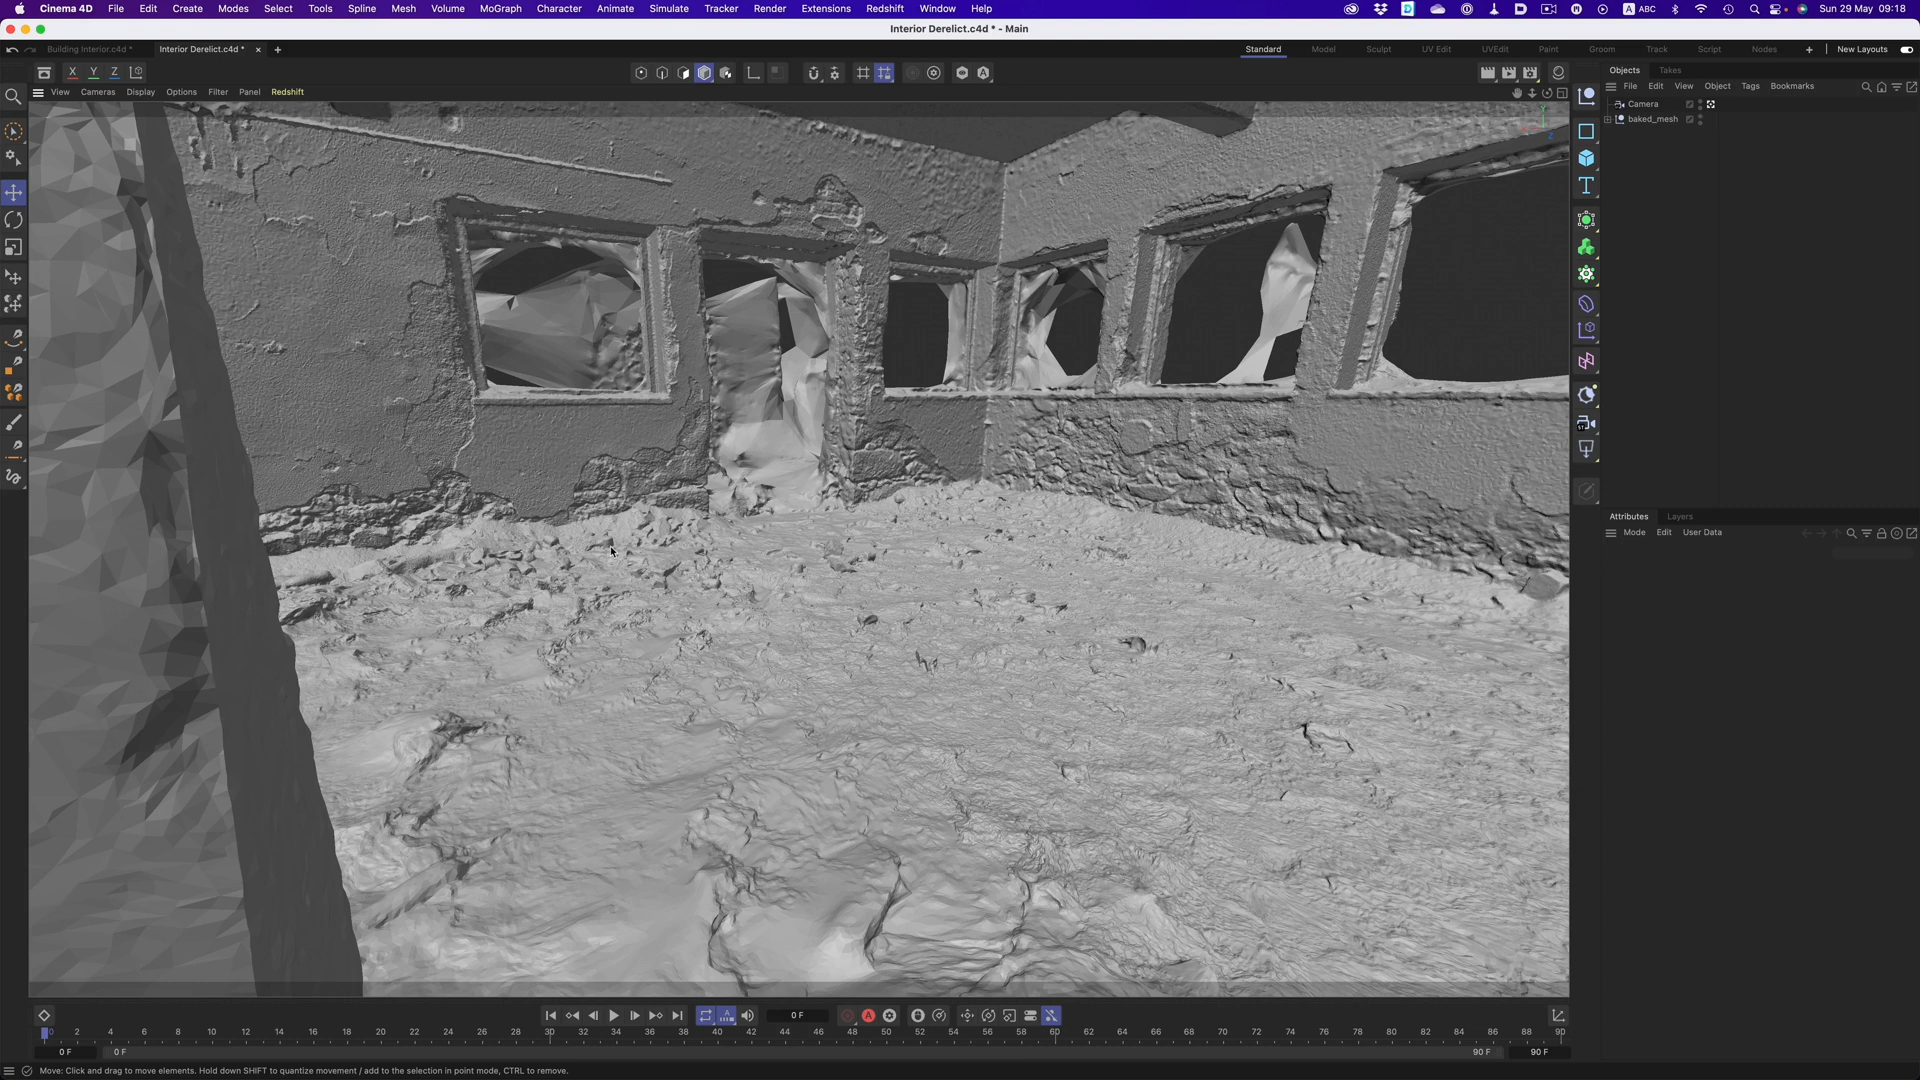 Cinema 4D File Edit Create Modes Select Tools Spline Mesh Volume MoGraph Character Animate Simulate Tracker Render Extensions Redshift Window Help ABC Sun 29 May 09:18
Interior Derelict.c4d * - Main
Building Interior.c4d * Interior Derelict.c4d * Standard Model Sculpt UV Edit UVEdit Paint Groom Track Script Nodes New Layouts
X Y Z
Objects Takes
View Cameras Display Options Filter Panel Redshift
File Edit View Object Tags Bookmarks
Camera
baked_mesh
Attributes Layers
Mode Edit User Data
0 F
0 2 4 6 8 10 12 14 16 18 20 22 24 26 28 30 32 34 36 38 40 42 44 46 48 50 52 54 56 58 60 62 64 66 68 70 72 74 76 78 80 82 84 86 88 90
0 F 0 F 90 F 90 F
Move: Click and drag to move elements. Hold down SHIFT to quantize movement / add to the selection in point mode, CTRL to remove.